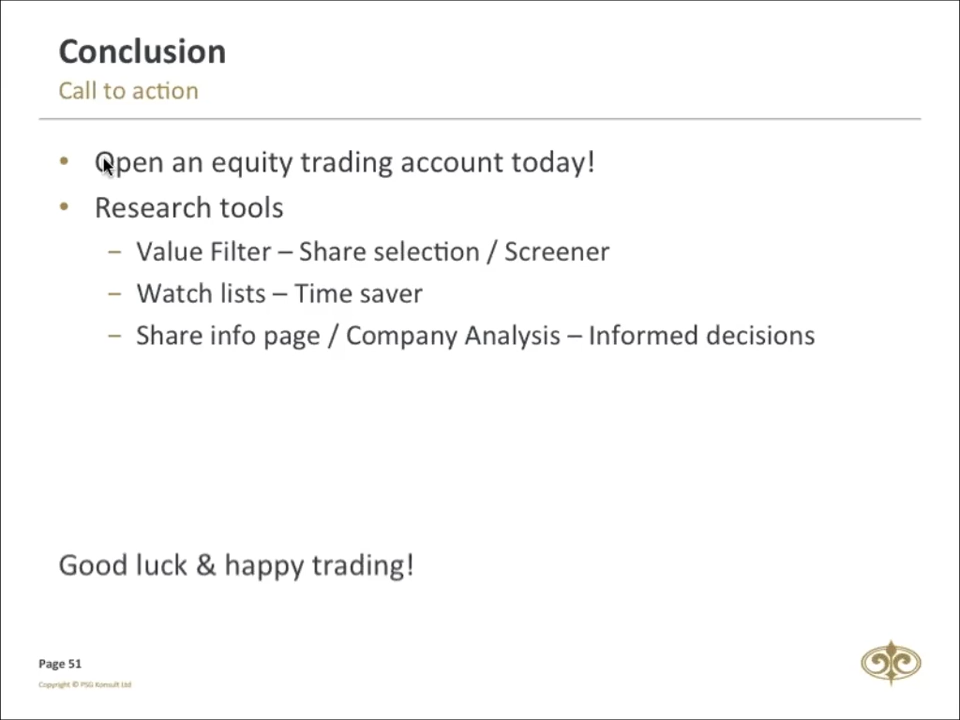 Conclusion
Call to action
• Open an equity trading account today!
• Research tools
– Value Filter – Share selection / Screener
– Watch lists – Time saver
– Share info page / Company Analysis – Informed decisions
Good luck & happy trading!
Page 51
Copyright © PSG Konsult Ltd